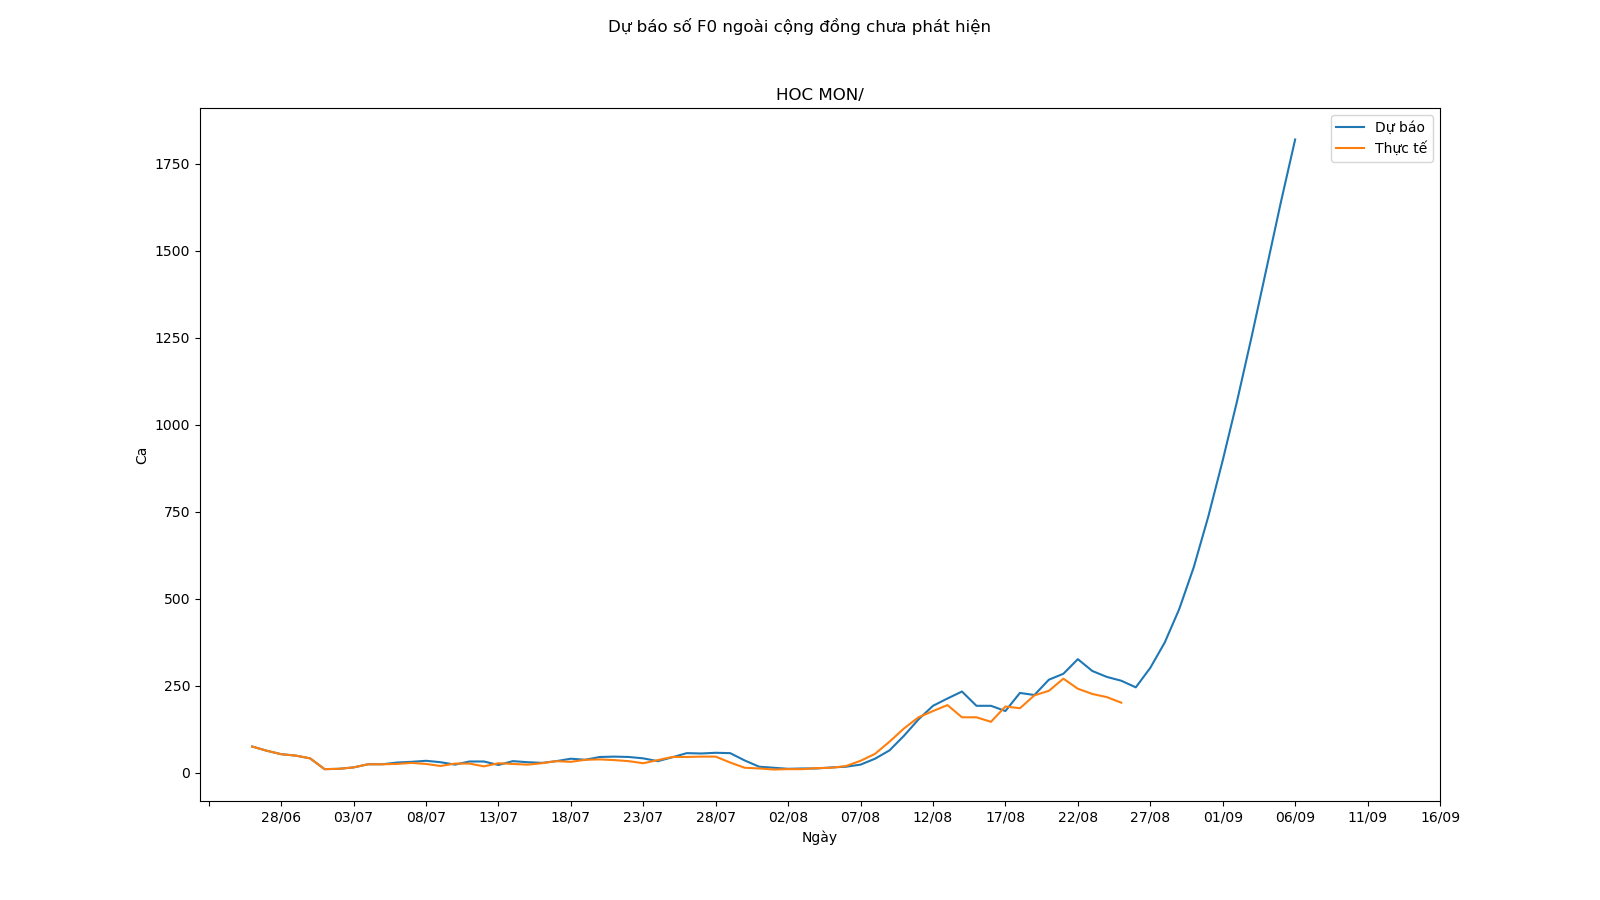 Dự báo số F0 ngoài cộng đồng chưa phát hiện
HOC MON/
Dự báo
Thực tế
1750
1500
1250
1000
750
500
250
0
Ca
28/06 03/07 08/07 13/07 18/07 23/07 28/07 02/08 07/08 12/08 17/08 22/08 27/08 01/09 06/09 11/09 16/09
Ngày